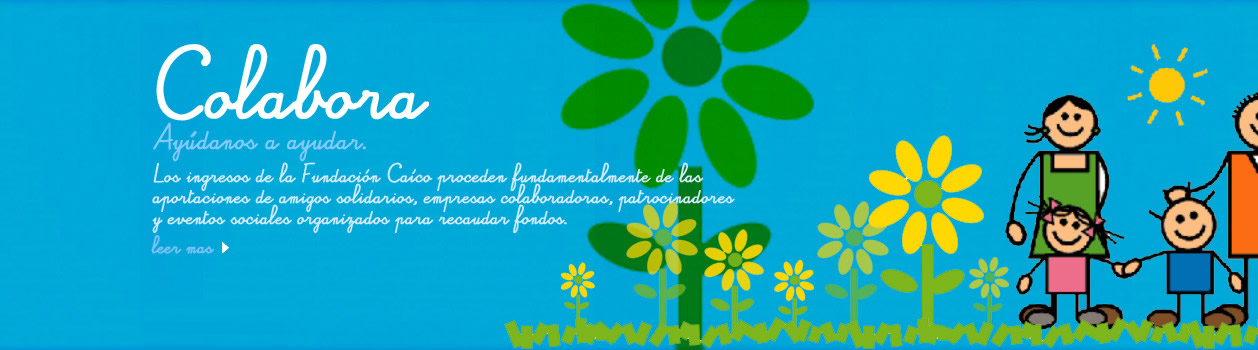 Colabora
Ayúdanos a ayudar.
Los ingresos de la Fundación Caíco proceden fundamentalmente de las
aportaciones de amigos solidarios, empresas colaboradoras, patrocinadores
y eventos sociales organizados para recaudar fondos.
leer mas